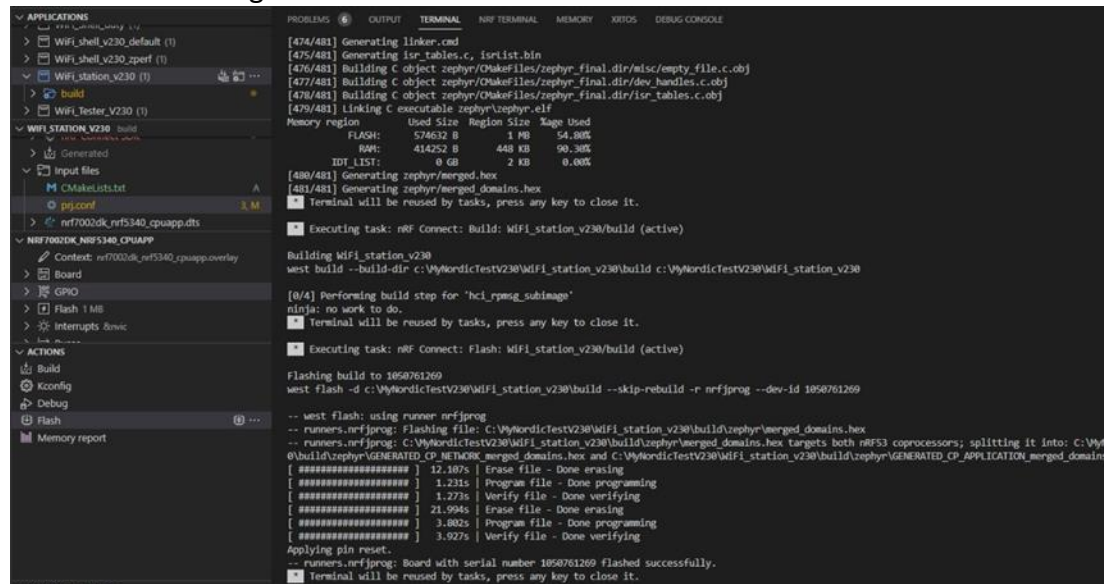 APPLICATIONS
WiFi_shell_v230_default (1)
WiFi_shell_v230_zperf (1)
WiFi_station_v230 (1)
build
WiFi_Tester_V230 (1)
WIFI_STATION_V230 build
Generated
Input files
CMakeLists.txt A
prj.conf 3, M
nrf7002dk_nrf5340_cpuapp.dts
NRF7002DK_NRF5340_CPUAPP
Context: nrf7002dk_nrf5340_cpuapp.overlay
Board
GPIO
Flash 1 MB
Interrupts &nvic
ACTIONS
Build
Kconfig
Debug
Flash
Memory report
PROBLEMS 6 OUTPUT TERMINAL NRF TERMINAL MEMORY XRTOS DEBUG CONSOLE
[474/481] Generating linker.cmd
[475/481] Generating isr_tables.c, isrList.bin
[476/481] Building C object zephyr/CMakeFiles/zephyr_final.dir/misc/empty_file.c.obj
[477/481] Building C object zephyr/CMakeFiles/zephyr_final.dir/dev_handles.c.obj
[478/481] Building C object zephyr/CMakeFiles/zephyr_final.dir/isr_tables.c.obj
[479/481] Linking C executable zephyr\zephyr.elf
Memory region Used Size Region Size %age Used
FLASH: 574632 B 1 MB 54.80%
RAM: 414252 B 448 KB 90.30%
IDT_LIST: 0 GB 2 KB 0.00%
[480/481] Generating zephyr/merged.hex
[481/481] Generating zephyr/merged_domains.hex
* Terminal will be reused by tasks, press any key to close it.
* Executing task: nRF Connect: Build: WiFi_station_v230/build (active)
Building WiFi_station_v230
west build --build-dir c:\MyNordicTestV230\WiFi_station_v230\build c:\MyNordicTestV230\WiFi_station_v230
[0/4] Performing build step for 'hci_rpmsg_subimage'
ninja: no work to do.
* Terminal will be reused by tasks, press any key to close it.
* Executing task: nRF Connect: Flash: WiFi_station_v230/build (active)
Flashing build to 1050761269
west flash -d c:\MyNordicTestV230\WiFi_station_v230\build --skip-rebuild -r nrfjprog --dev-id 1050761269
-- west flash: using runner nrfjprog
-- runners.nrfjprog: Flashing file: C:\MyNordicTestV230\WiFi_station_v230\build\zephyr\merged_domains.hex
-- runners.nrfjprog: C:\MyNordicTestV230\WiFi_station_v230\build\zephyr\merged_domains.hex targets both nRF53 coprocessors; splitting it into: C:\My
0\build\zephyr\GENERATED_CP_NETWORK_merged_domains.hex and C:\MyNordicTestV230\WiFi_station_v230\build\zephyr\GENERATED_CP_APPLICATION_merged_domains
[ #################### ] 12.107s | Erase file - Done erasing
[ #################### ] 1.231s | Program file - Done programming
[ #################### ] 1.273s | Verify file - Done verifying
[ #################### ] 21.994s | Erase file - Done erasing
[ #################### ] 3.802s | Program file - Done programming
[ #################### ] 3.927s | Verify file - Done verifying
Applying pin reset.
-- runners.nrfjprog: Board with serial number 1050761269 flashed successfully.
* Terminal will be reused by tasks, press any key to close it.